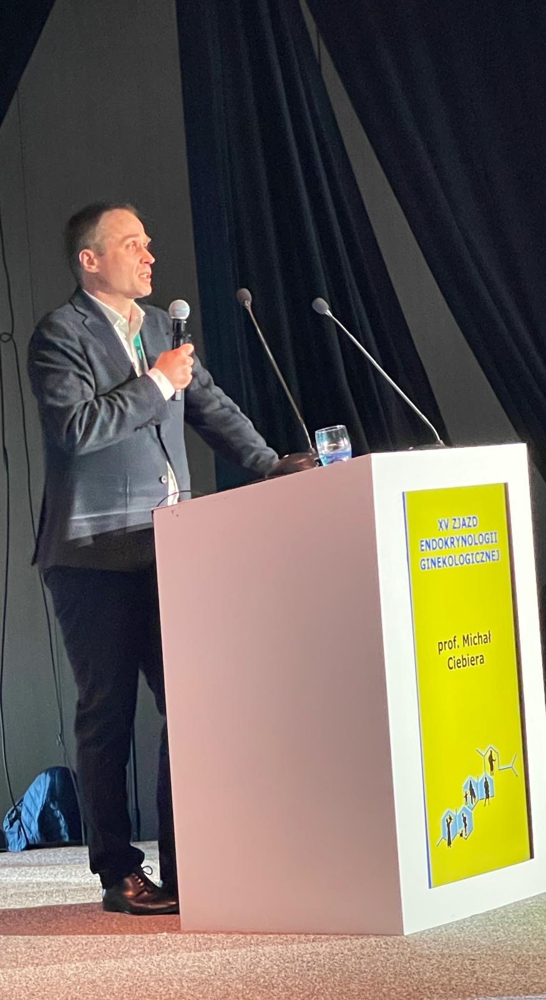 XV ZJAZD
ENDOKRYNOLOGII
GINEKOLOGICZNEJ
prof. Michał
Ciebiera